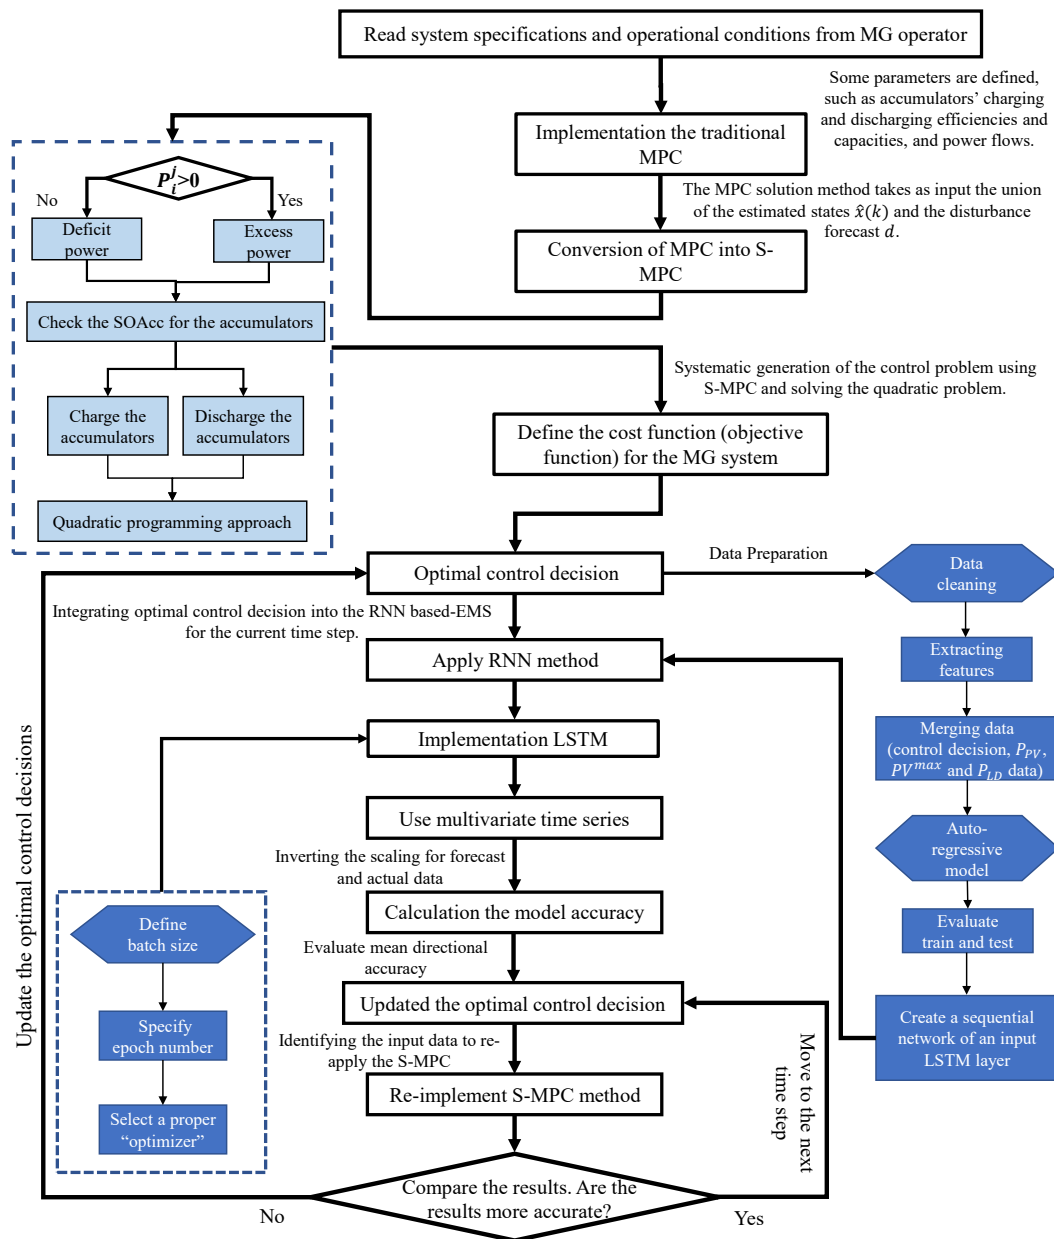 Read system specifications and operational conditions from MG operator
Some parameters are defined,
such as accumulators' charging
and discharging efficiencies and
capacities, and power flows.
Implementation the traditional
MPC
The MPC solution method takes as input the union
of the estimated states x̂(k) and the disturbance
forecast d.
Conversion of MPC into S-
MPC
P_i^j>0
No
Yes
Deficit
power
Excess
power
Check the SOAcc for the accumulators
Charge the
accumulators
Discharge the
accumulators
Quadratic programming approach
Systematic generation of the control problem using
S-MPC and solving the quadratic problem.
Define the cost function (objective
function) for the MG system
Optimal control decision
Data Preparation
Data
cleaning
Integrating optimal control decision into the RNN based-EMS
for the current time step.
Apply RNN method
Extracting
features
Implementation LSTM
Merging data
(control decision, P_PV,
PV^max and P_LD data)
Use multivariate time series
Auto-
regressive
model
Inverting the scaling for forecast
and actual data
Calculation the model accuracy
Evaluate
train and test
Evaluate mean directional
accuracy
Updated the optimal control decision
Create a sequential
network of an input
LSTM layer
Identifying the input data to re-
apply the S-MPC
Re-implement S-MPC method
Define
batch size
Specify
epoch number
Select a proper
“optimizer”
Update the optimal control decisions
Move to the next
time step
Compare the results. Are the
results more accurate?
No
Yes